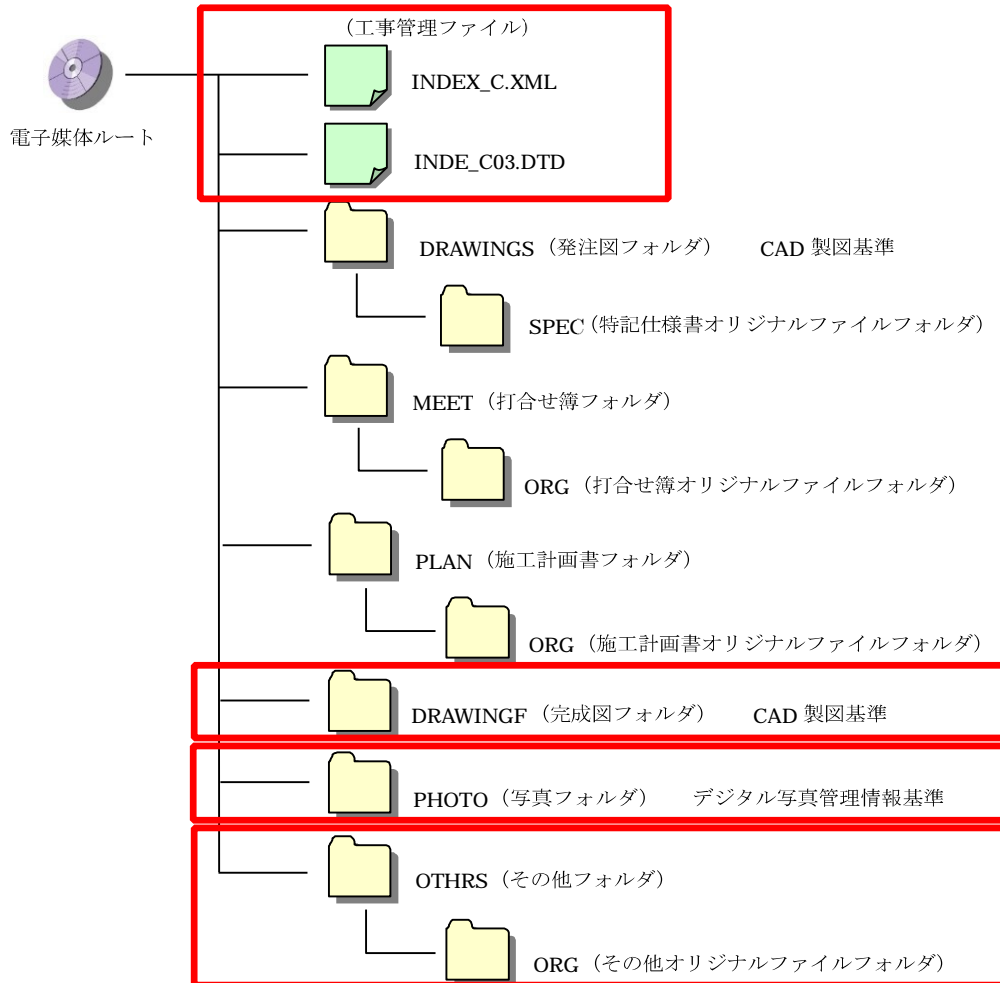 （工事管理ファイル）
INDEX_C.XML
電子媒体ルート
INDE_C03.DTD
DRAWINGS（発注図フォルダ） CAD 製図基準
SPEC（特記仕様書オリジナルファイルフォルダ）
MEET（打合せ簿フォルダ）
ORG（打合せ簿オリジナルファイルフォルダ）
PLAN（施工計画書フォルダ）
ORG（施工計画書オリジナルファイルフォルダ）
DRAWINGF（完成図フォルダ） CAD 製図基準
PHOTO（写真フォルダ） デジタル写真管理情報基準
OTHRS（その他フォルダ）
ORG（その他オリジナルファイルフォルダ）